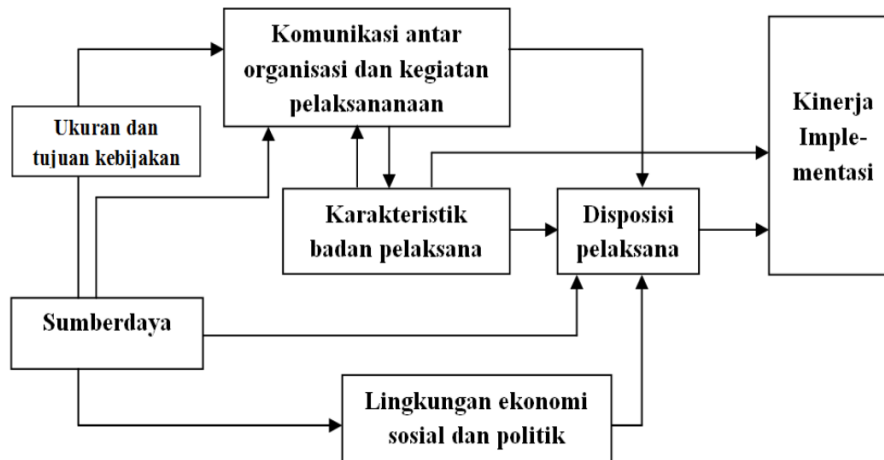 Komunikasi antar
organisasi dan kegiatan
pelaksananaan
Ukuran dan
tujuan kebijakan
Kinerja
Imple-
mentasi
Karakteristik
badan pelaksana
Disposisi
pelaksana
Sumberdaya
Lingkungan ekonomi
sosial dan politik